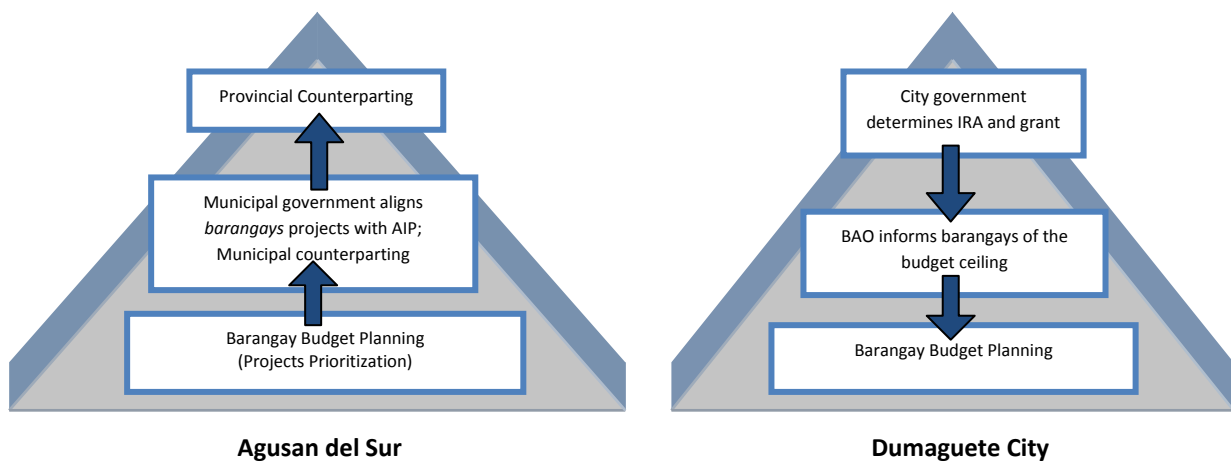 Provincial Counterparting
Municipal government aligns
barangays projects with AIP;
Municipal counterparting
Barangay Budget Planning
(Projects Prioritization)
Agusan del Sur
City government
determines IRA and grant
BAO informs barangays of the
budget ceiling
Barangay Budget Planning
Dumaguete City